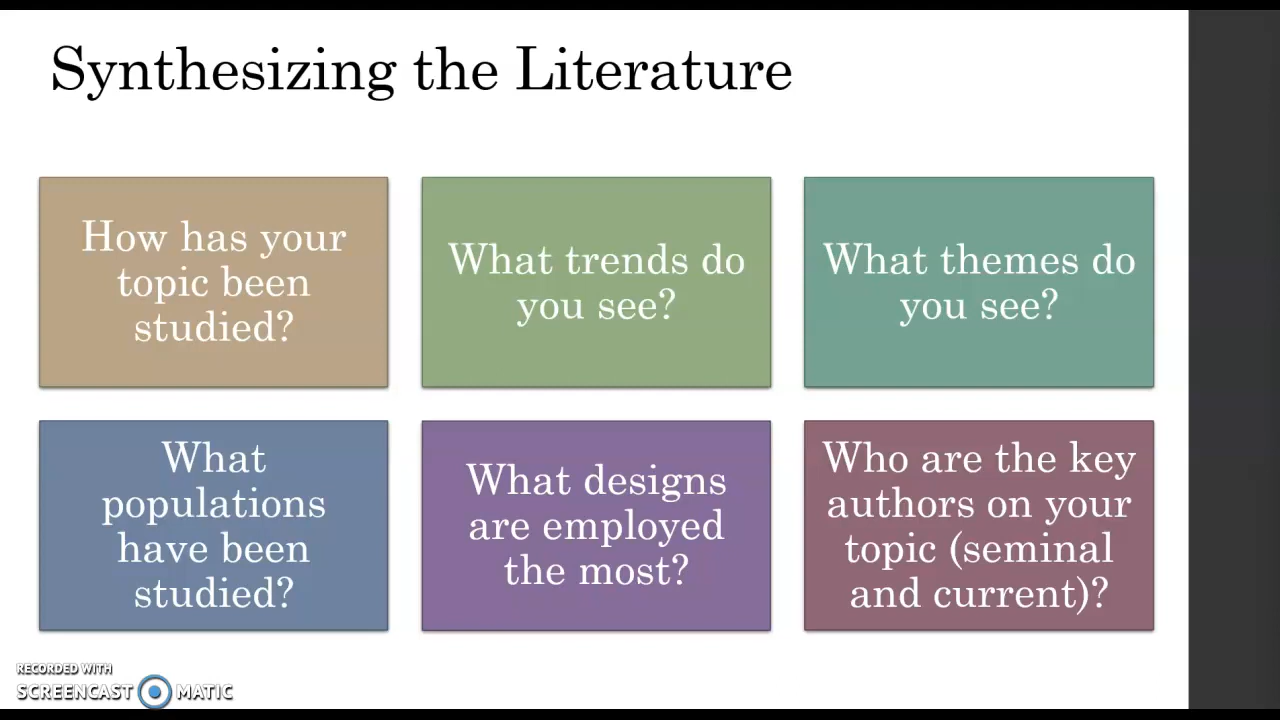 Synthesizing the Literature
How has your
topic been
studied?
What trends do
you see?
What themes do
you see?
What
populations
have been
studied?
What designs
are employed
the most?
Who are the key
authors on your
topic (seminal
and current)?
RECORDED WITH
SCREENCAST MATIC